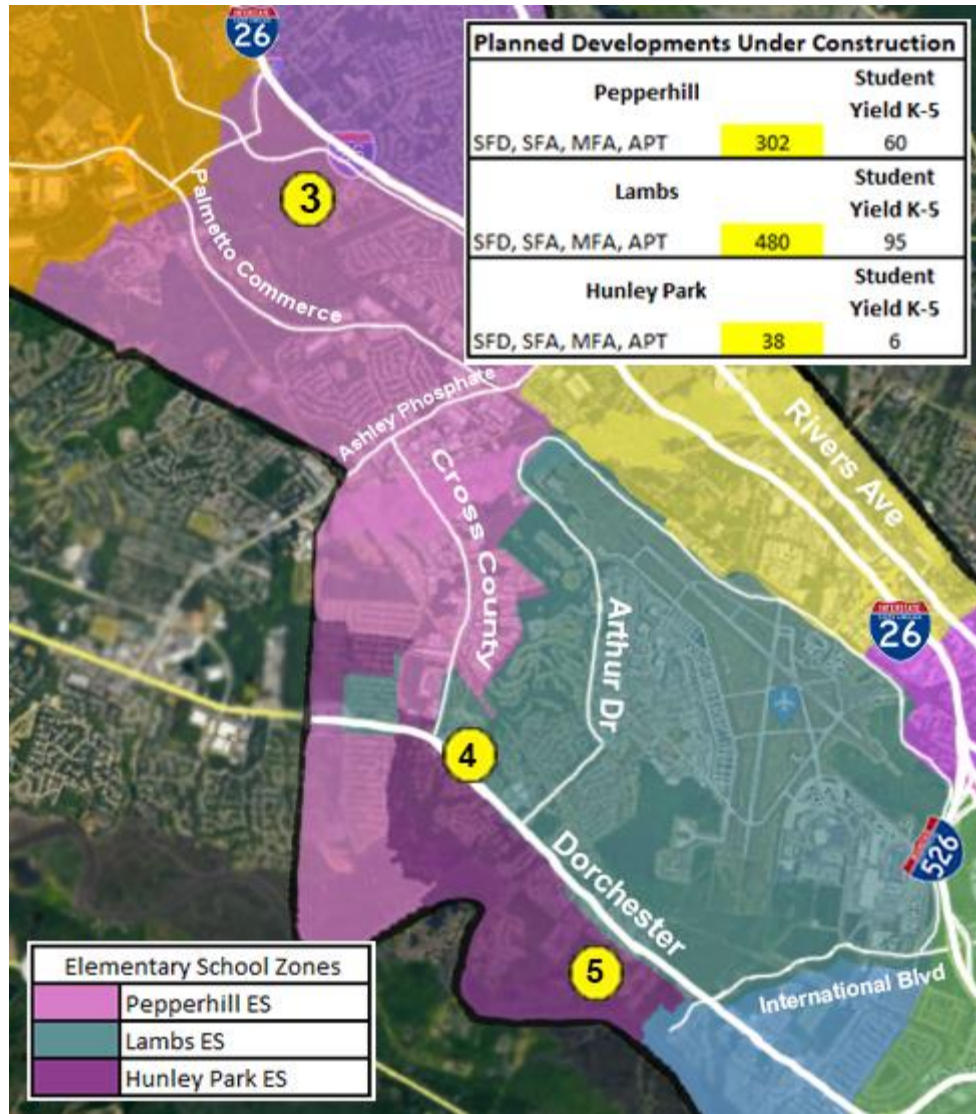 INTERSTATE
26
Planned Developments Under Construction
Pepperhill
Student
Yield K-5
SFD, SFA, MFA, APT 302 60
Lambs
Student
Yield K-5
SFD, SFA, MFA, APT 480 95
Hunley Park
Student
Yield K-5
SFD, SFA, MFA, APT 38 6
26
3
Palmetto Commerce
Ashley Phosphate
Cross County
Rivers Ave
Arthur Dr
INTERSTATE
26
4
Dorchester
526
5
International Blvd
Elementary School Zones
Pepperhill ES
Lambs ES
Hunley Park ES